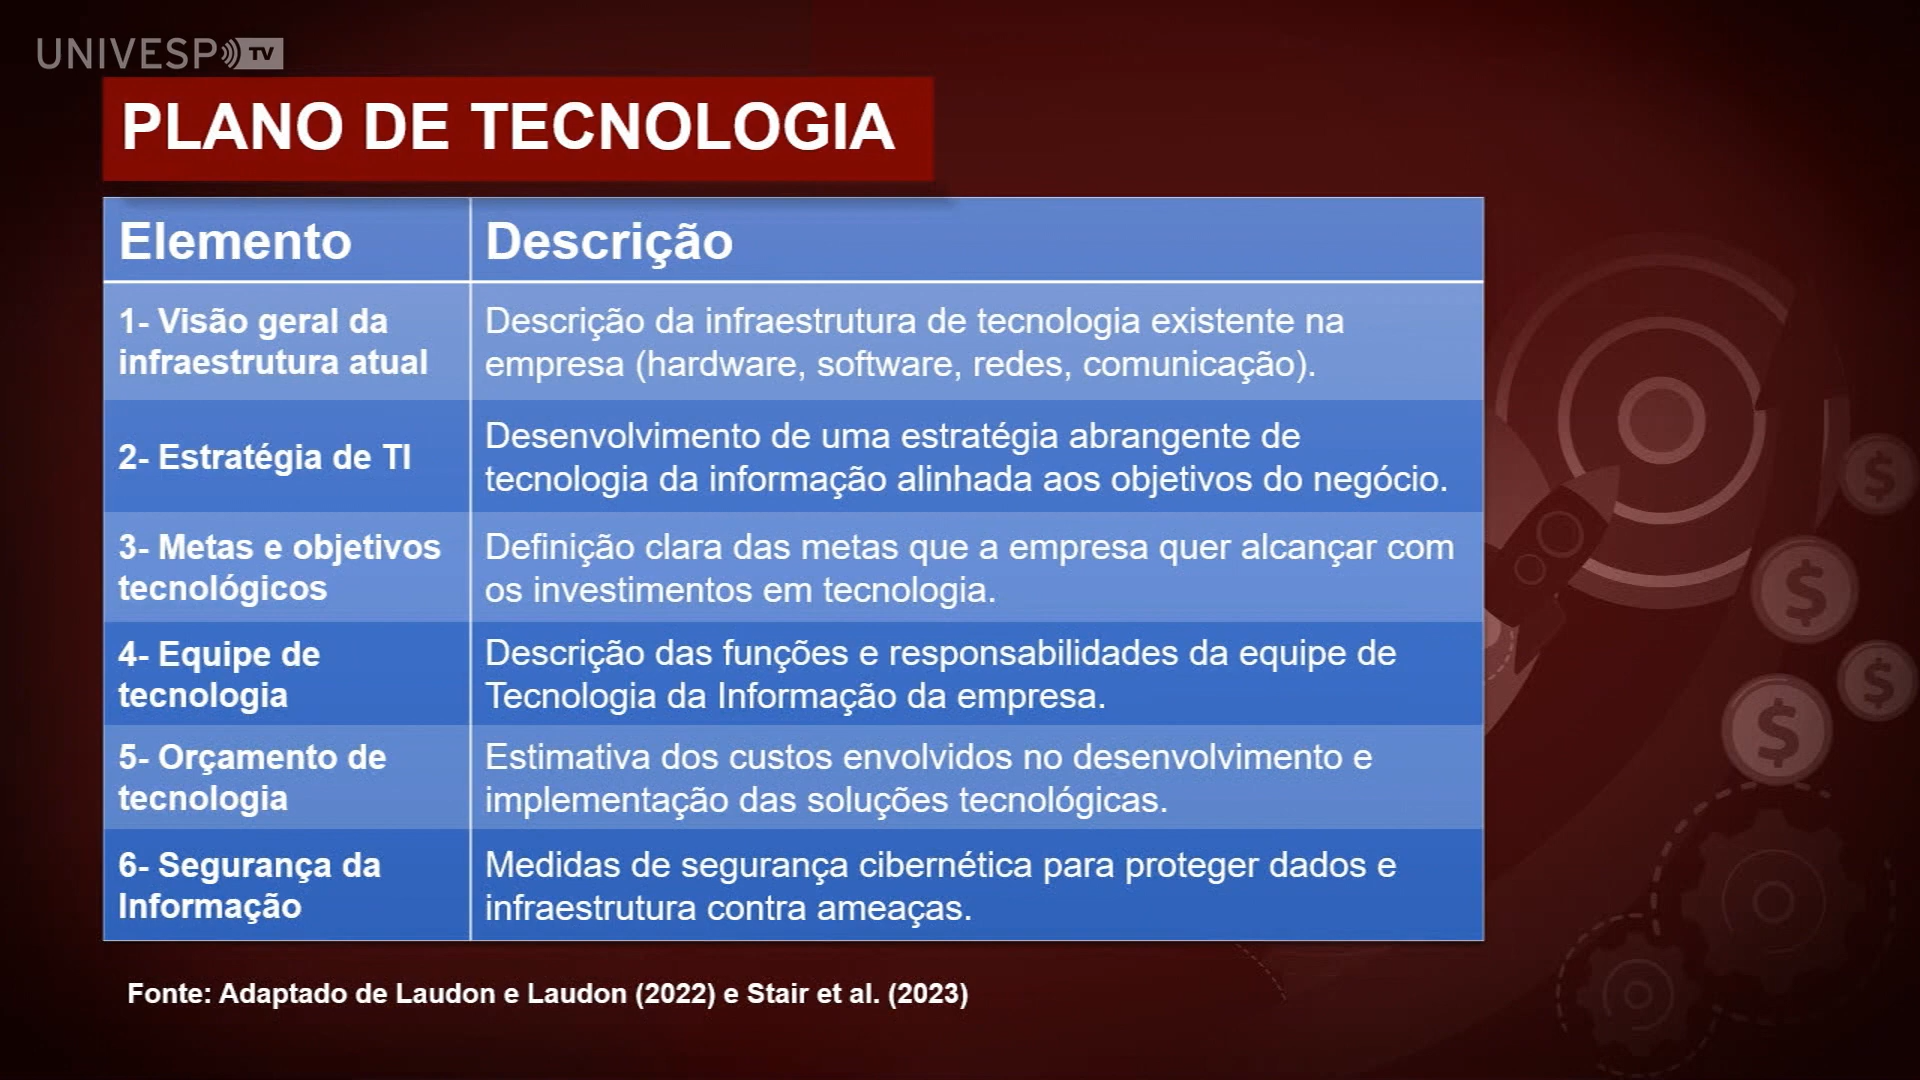 UNIVESP TV
PLANO DE TECNOLOGIA
Elemento
Descrição
1- Visão geral da
infraestrutura atual
Descrição da infraestrutura de tecnologia existente na
empresa (hardware, software, redes, comunicação).
2- Estratégia de TI
Desenvolvimento de uma estratégia abrangente de
tecnologia da informação alinhada aos objetivos do negócio.
3- Metas e objetivos
tecnológicos
Definição clara das metas que a empresa quer alcançar com
os investimentos em tecnologia.
4- Equipe de
tecnologia
Descrição das funções e responsabilidades da equipe de
Tecnologia da Informação da empresa.
5- Orçamento de
tecnologia
Estimativa dos custos envolvidos no desenvolvimento e
implementação das soluções tecnológicas.
6- Segurança da
Informação
Medidas de segurança cibernética para proteger dados e
infraestrutura contra ameaças.
Fonte: Adaptado de Laudon e Laudon (2022) e Stair et al. (2023)
$
$
$
$